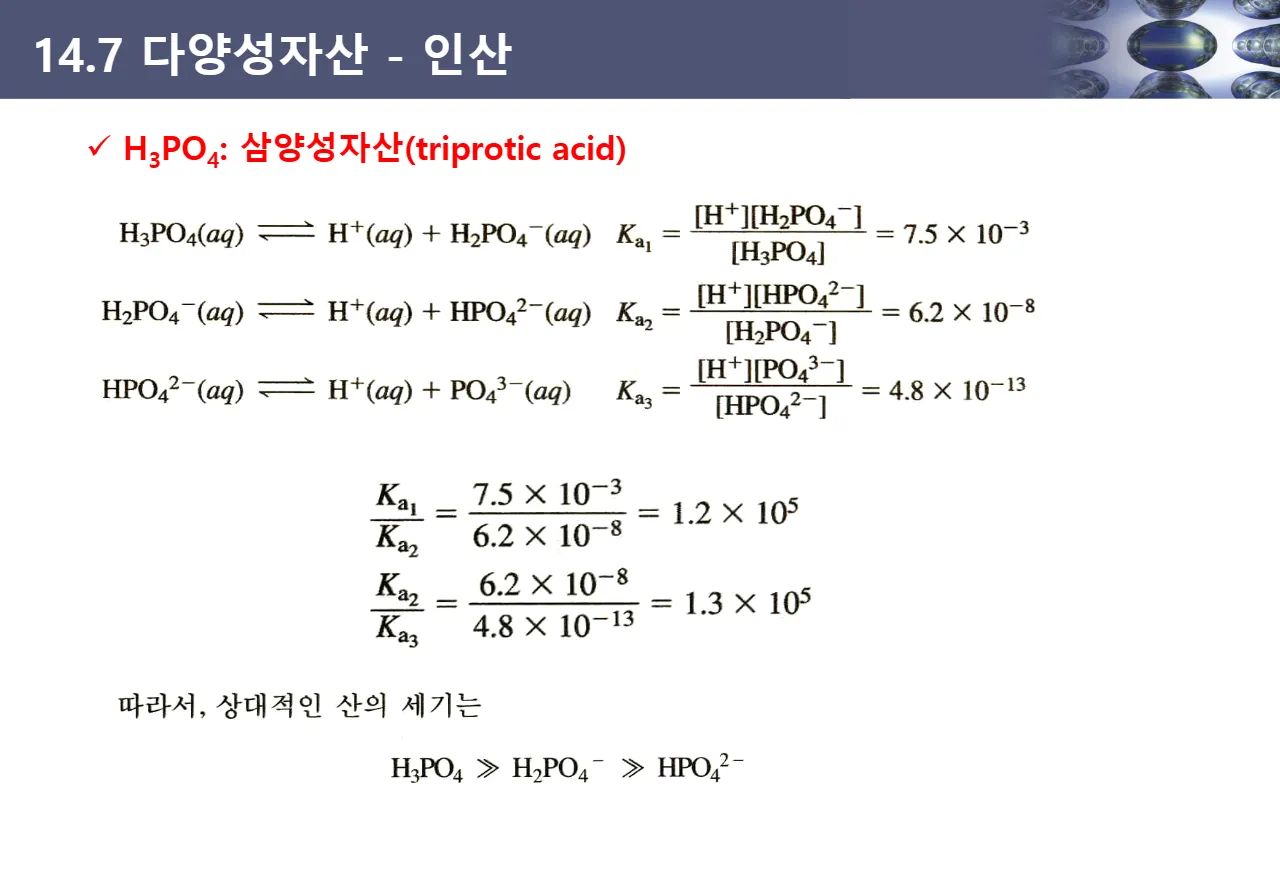 14.7 다양성자산 - 인산
✓ H₃PO₄: 삼양성자산(triprotic acid)
H₃PO₄(aq) ⇌ H⁺(aq) + H₂PO₄⁻(aq) Kₐ₁ = [H⁺][H₂PO₄⁻] / [H₃PO₄] = 7.5 × 10⁻³
H₂PO₄⁻(aq) ⇌ H⁺(aq) + HPO₄²⁻(aq) Kₐ₂ = [H⁺][HPO₄²⁻] / [H₂PO₄⁻] = 6.2 × 10⁻⁸
HPO₄²⁻(aq) ⇌ H⁺(aq) + PO₄³⁻(aq) Kₐ₃ = [H⁺][PO₄³⁻] / [HPO₄²⁻] = 4.8 × 10⁻¹³
Kₐ₁ / Kₐ₂ = 7.5 × 10⁻³ / 6.2 × 10⁻⁸ = 1.2 × 10⁵
Kₐ₂ / Kₐ₃ = 6.2 × 10⁻⁸ / 4.8 × 10⁻¹³ = 1.3 × 10⁵
따라서, 상대적인 산의 세기는
H₃PO₄ ≫ H₂PO₄⁻ ≫ HPO₄²⁻